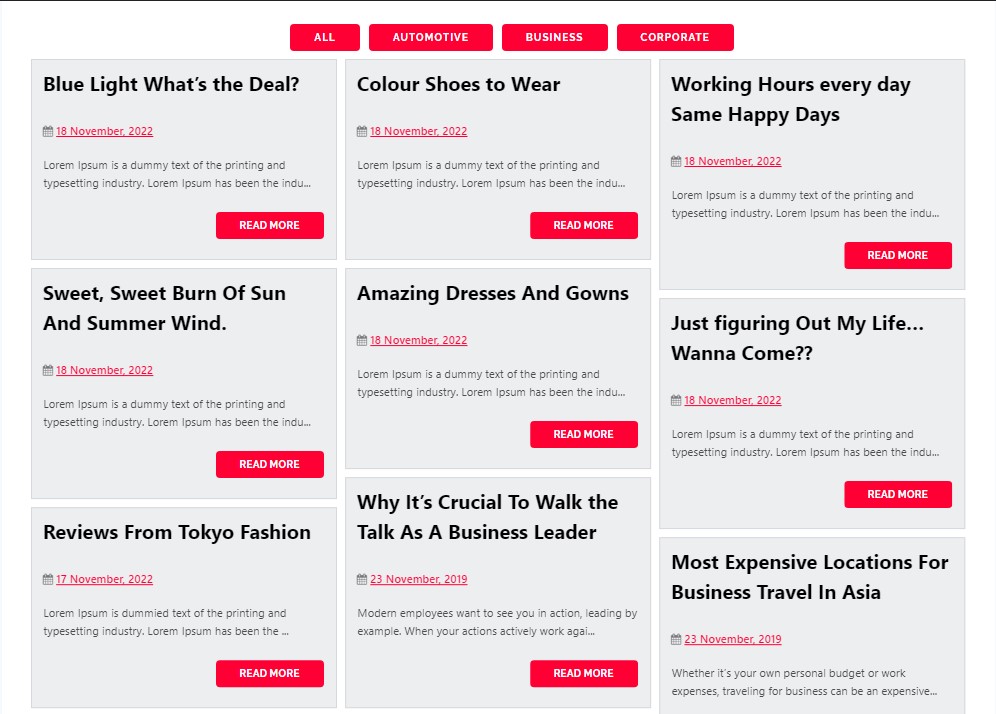 ALL
AUTOMOTIVE
BUSINESS
CORPORATE
Blue Light What's the Deal?
18 November, 2022
Lorem Ipsum is a dummy text of the printing and
typesetting industry. Lorem Ipsum has been the indu...
READ MORE
Colour Shoes to Wear
18 November, 2022
Lorem Ipsum is a dummy text of the printing and
typesetting industry. Lorem Ipsum has been the indu...
READ MORE
Working Hours every day
Same Happy Days
18 November, 2022
Lorem Ipsum is a dummy text of the printing and
typesetting industry. Lorem Ipsum has been the indu...
READ MORE
Sweet, Sweet Burn Of Sun
And Summer Wind.
18 November, 2022
Lorem Ipsum is a dummy text of the printing and
typesetting industry. Lorem Ipsum has been the indu...
READ MORE
Amazing Dresses And Gowns
18 November, 2022
Lorem Ipsum is a dummy text of the printing and
typesetting industry. Lorem Ipsum has been the indu...
READ MORE
Just figuring Out My Life...
Wanna Come??
18 November, 2022
Lorem Ipsum is a dummy text of the printing and
typesetting industry. Lorem Ipsum has been the indu...
READ MORE
Reviews From Tokyo Fashion
17 November, 2022
Lorem Ipsum is dummied text of the printing and
typesetting industry. Lorem Ipsum has been the ...
READ MORE
Why It's Crucial To Walk the
Talk As A Business Leader
23 November, 2019
Modern employees want to see you in action, leading by
example. When your actions actively work agai...
READ MORE
Most Expensive Locations For
Business Travel In Asia
23 November, 2019
Whether it's your own personal budget or work
expenses, traveling for business can be an expensive...